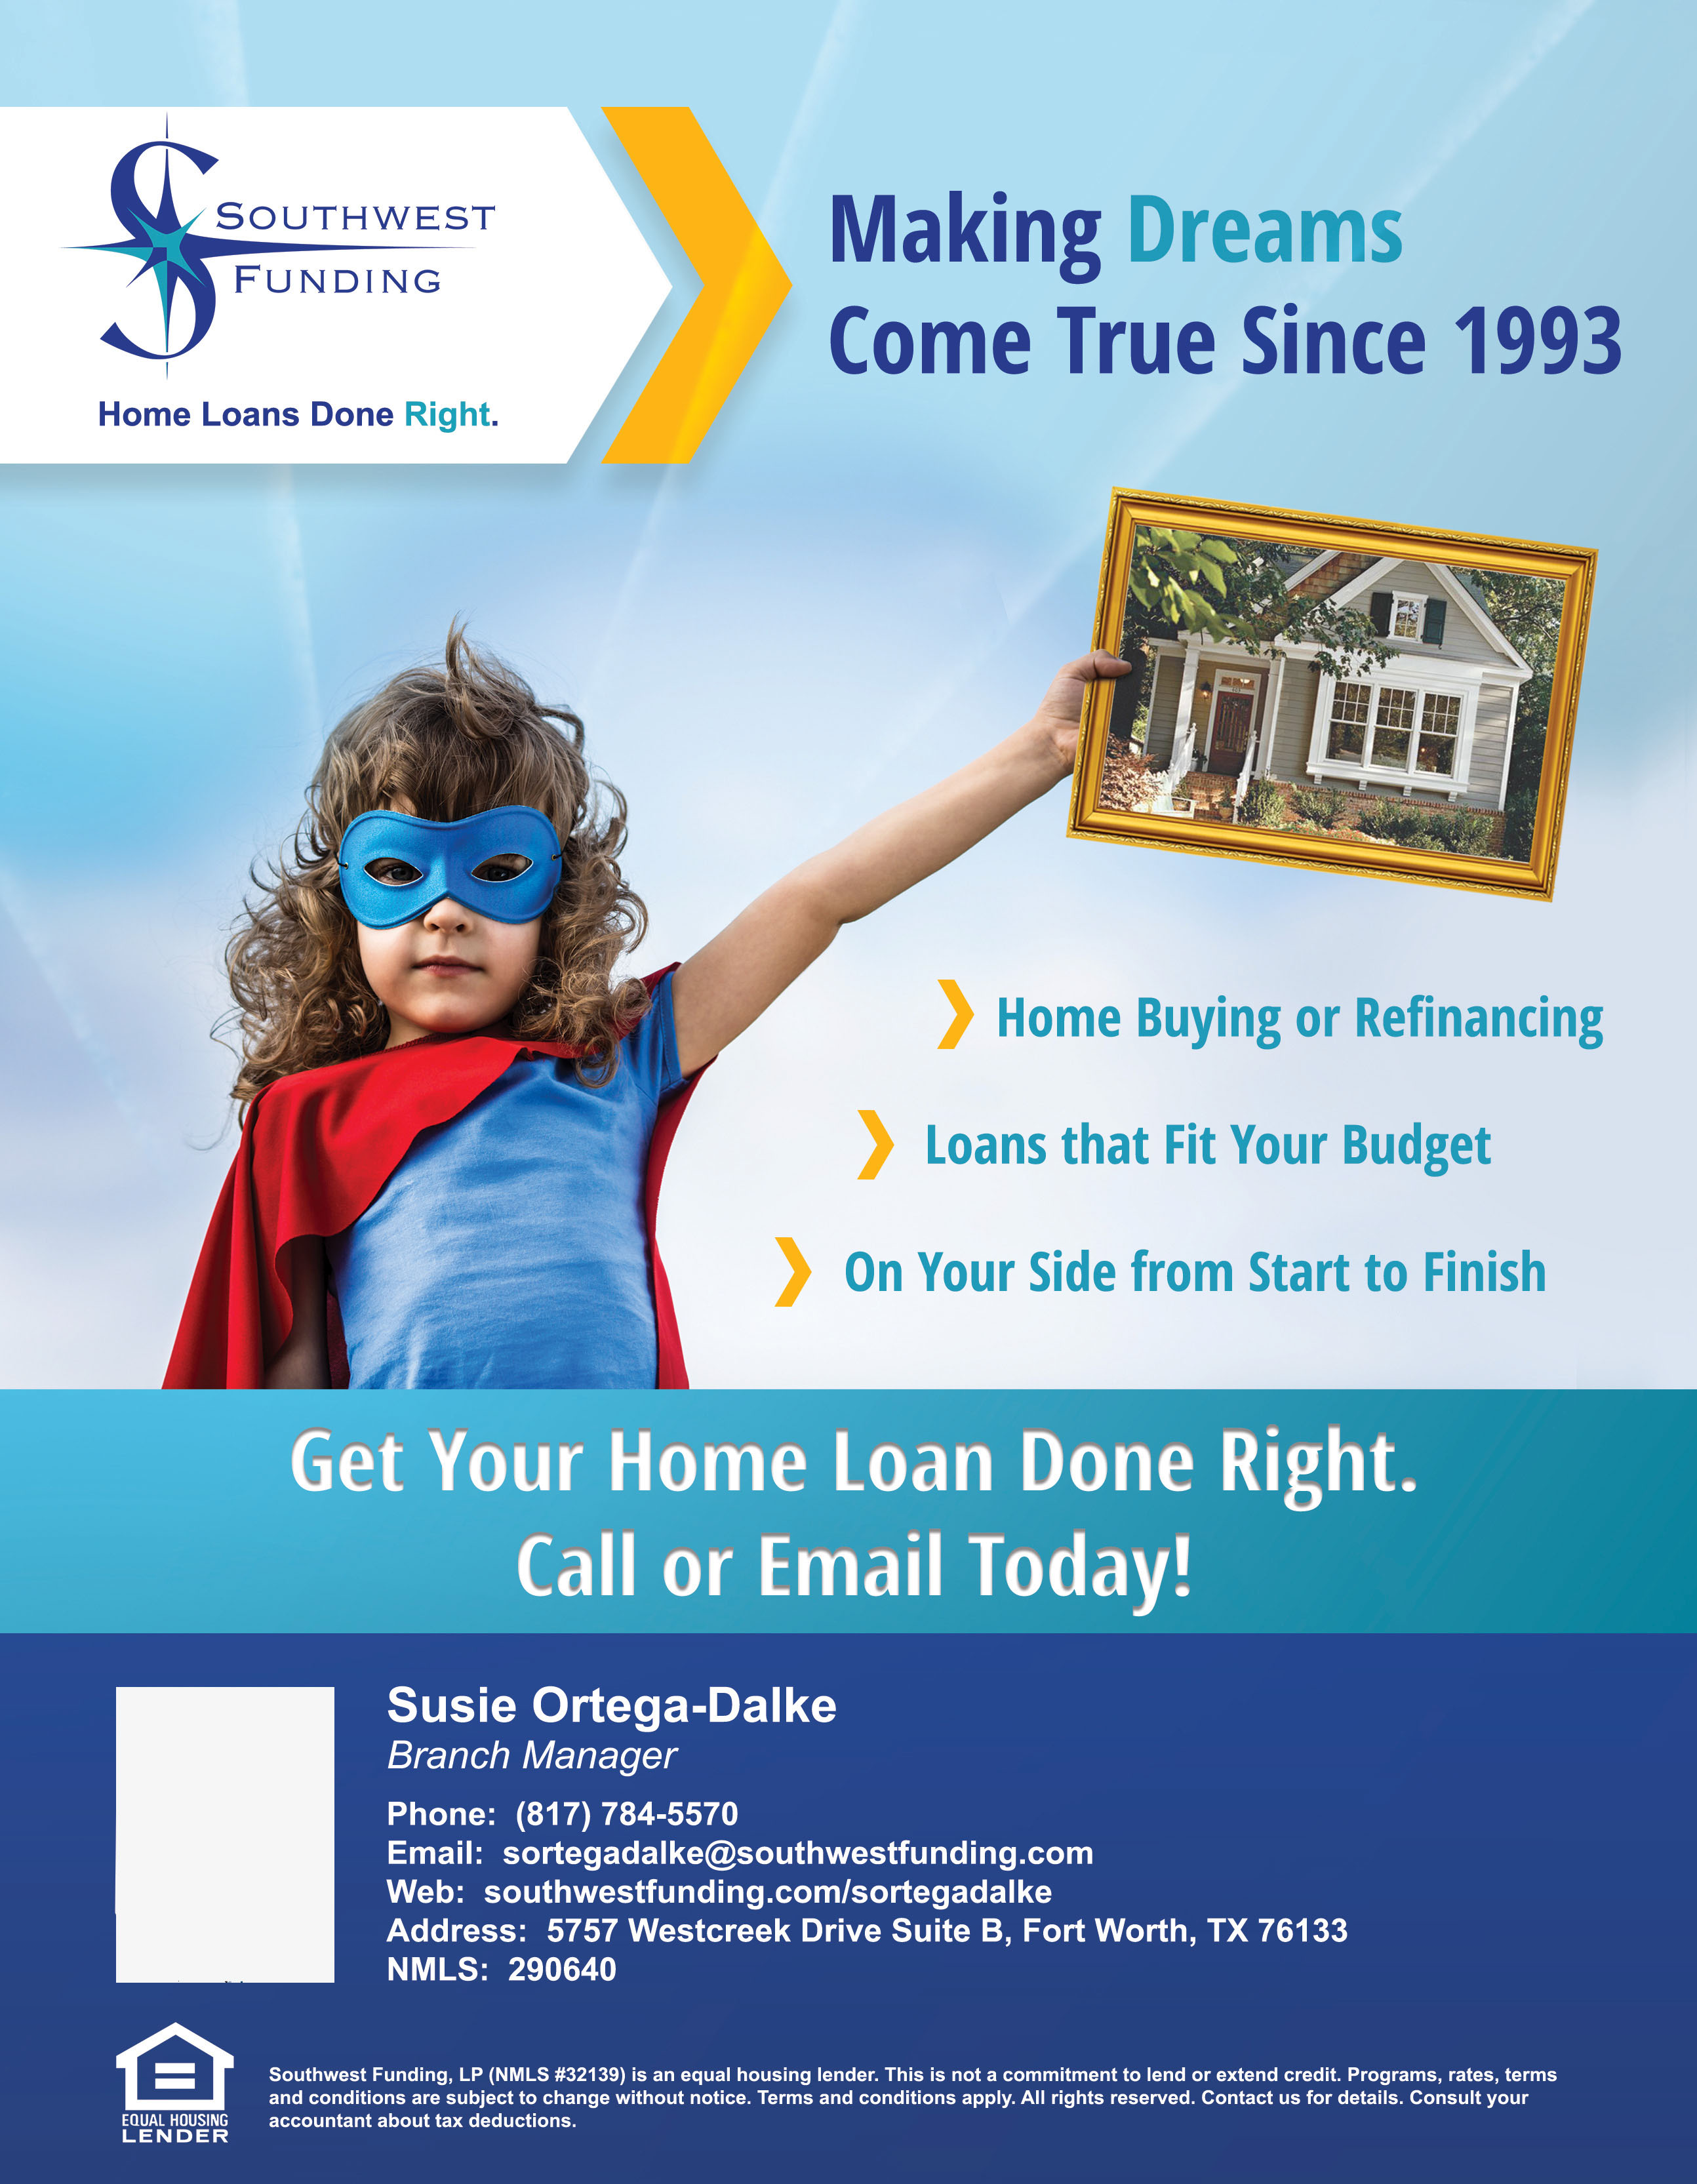 SOUTHWEST
FUNDING
Home Loans Done Right.
Making Dreams
Come True Since 1993
Home Buying or Refinancing
Loans that Fit Your Budget
On Your Side from Start to Finish
Get Your Home Loan Done Right.
Call or Email Today!
Susie Ortega-Dalke
Branch Manager
Phone: (817) 784-5570
Email: sortegadalke@southwestfunding.com
Web: southwestfunding.com/sortegadalke
Address: 5757 Westcreek Drive Suite B, Fort Worth, TX 76133
NMLS: 290640
EQUAL HOUSING
LENDER
Southwest Funding, LP (NMLS #32139) is an equal housing lender. This is not a commitment to lend or extend credit. Programs, rates, terms
and conditions are subject to change without notice. Terms and conditions apply. All rights reserved. Contact us for details. Consult your
accountant about tax deductions.